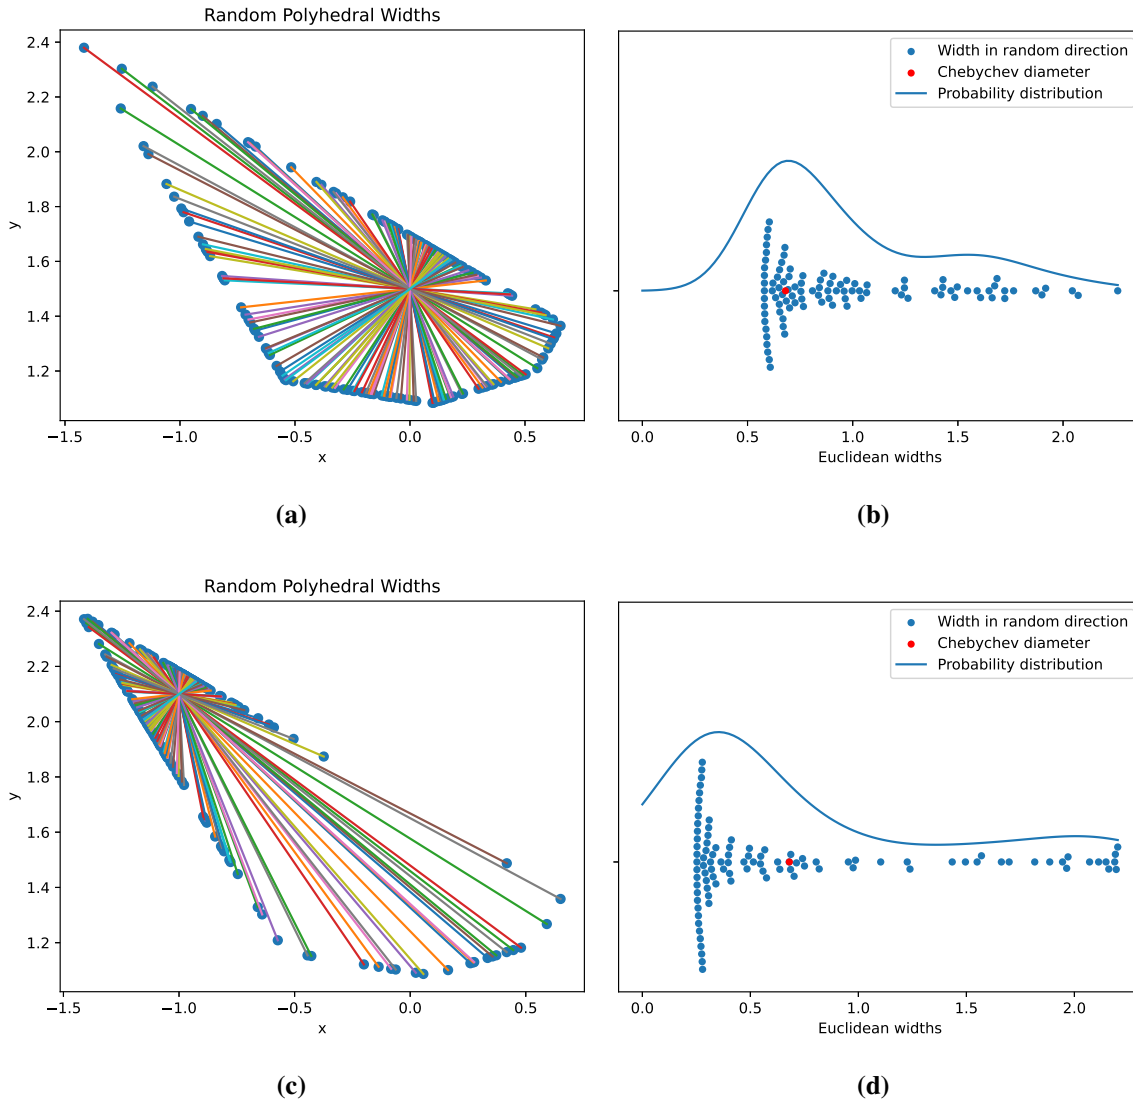 Random Polyhedral Widths
2.4
2.2
2.0
1.8
1.6
1.4
1.2
y
−1.5 −1.0 −0.5 0.0 0.5
x
Width in random direction
Chebychev diameter
Probability distribution
0.0 0.5 1.0 1.5 2.0
Euclidean widths
(a)
(b)
Random Polyhedral Widths
2.4
2.2
2.0
1.8
1.6
1.4
1.2
y
−1.5 −1.0 −0.5 0.0 0.5
x
Width in random direction
Chebychev diameter
Probability distribution
0.0 0.5 1.0 1.5 2.0
Euclidean widths
(c)
(d)